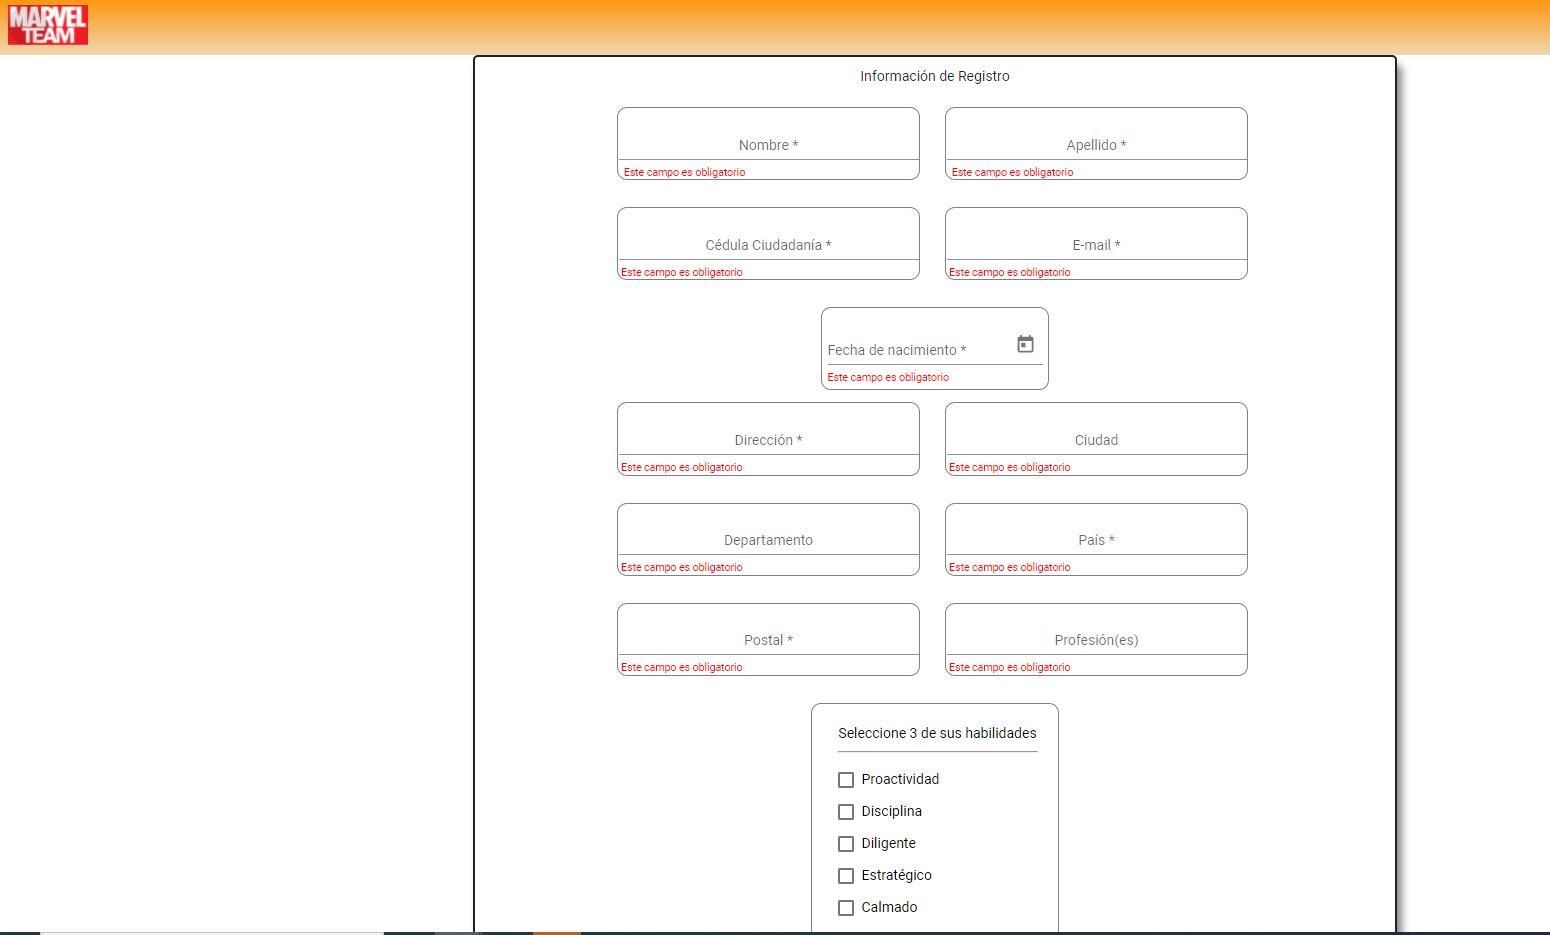 MARVEL
TEAM
Información de Registro
Nombre *
Apellido *
Este campo es obligatorio
Este campo es obligatorio
Cédula Ciudadanía *
E-mail *
Este campo es obligatorio
Este campo es obligatorio
Fecha de nacimiento *
Este campo es obligatorio
Dirección *
Ciudad
Este campo es obligatorio
Este campo es obligatorio
Departamento
País *
Este campo es obligatorio
Este campo es obligatorio
Postal *
Profesión(es)
Este campo es obligatorio
Este campo es obligatorio
Seleccione 3 de sus habilidades
Proactividad
Disciplina
Diligente
Estratégico
Calmado